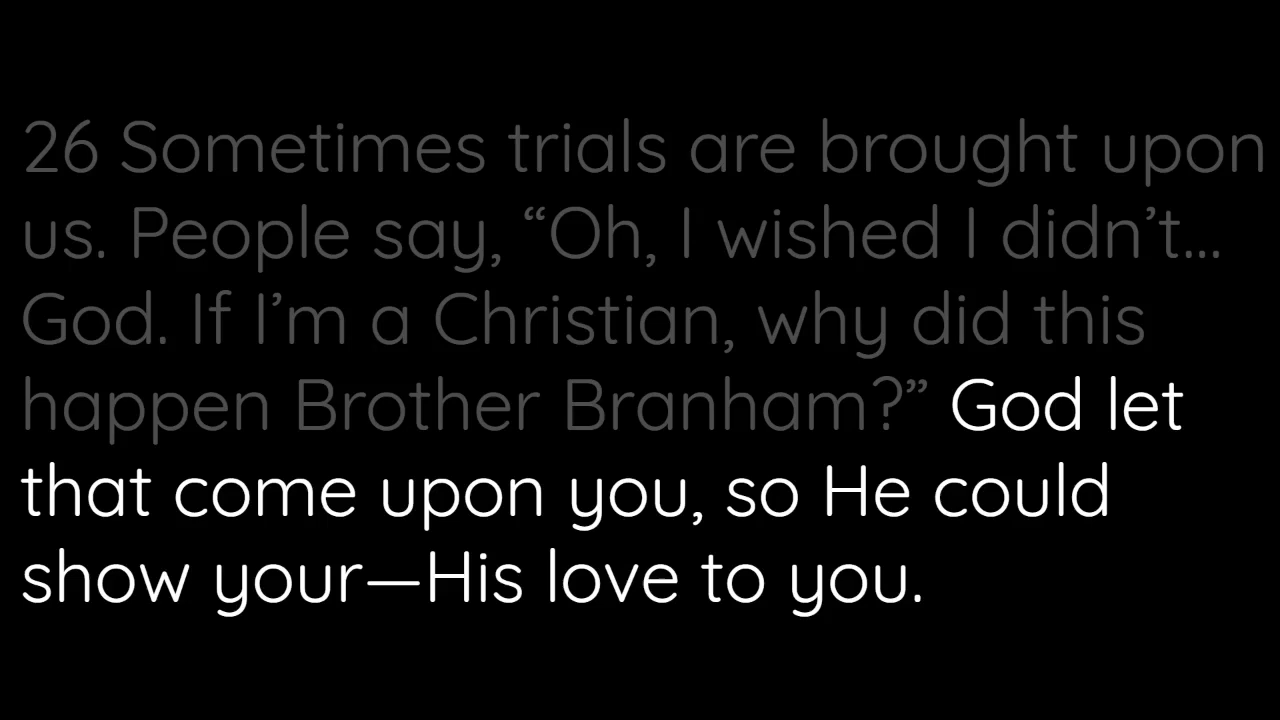 26 Sometimes trials are brought upon
us. People say, “Oh, I wished I didn’t...
God. If I’m a Christian, why did this
happen Brother Branham?” God let
that come upon you, so He could
show your—His love to you.